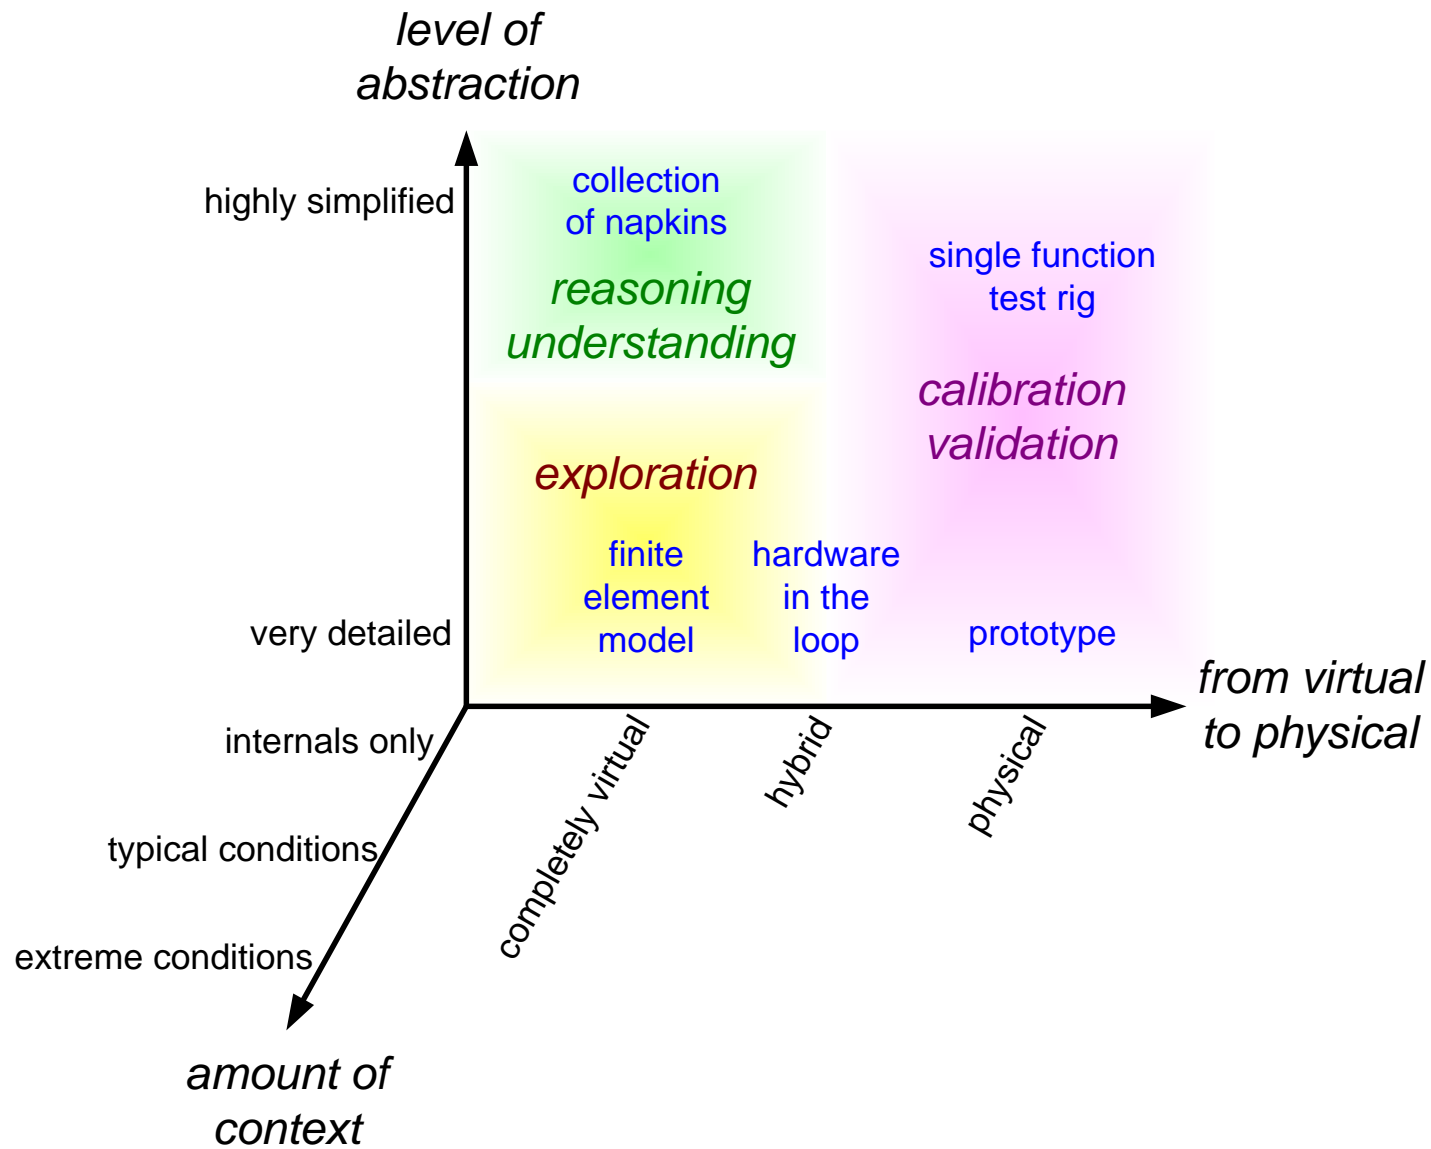 level of
abstraction
highly simplified
collection
of napkins
reasoning
understanding
single function
test rig
calibration
validation
exploration
finite
element
model
hardware
in the
loop
prototype
very detailed
from virtual
to physical
internals only
typical conditions
extreme conditions
completely virtual
hybrid
physical
amount of
context